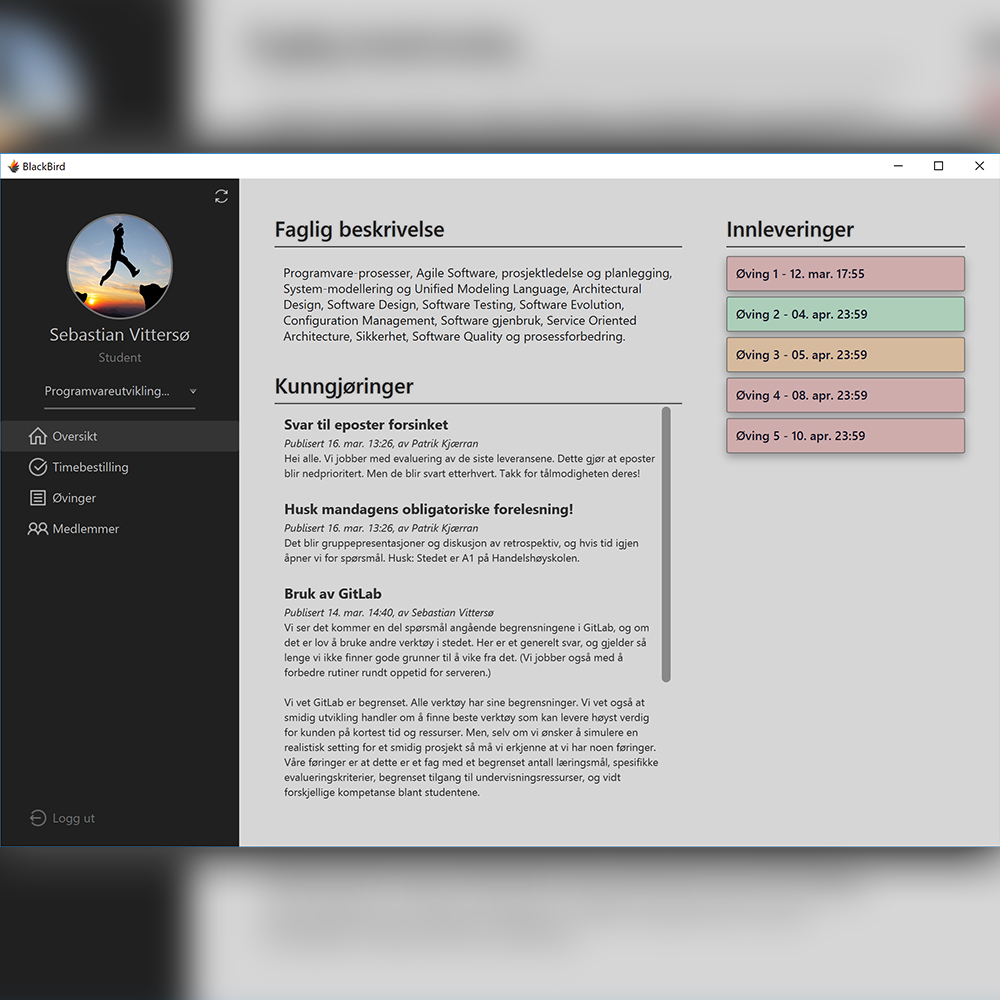 BlackBird
Sebastian Vittersø
Student
Programvareutvikling...
Oversikt
Timebestilling
Øvinger
Medlemmer
Logg ut
Faglig beskrivelse
Programvare-prosesser, Agile Software, prosjektledelse og planlegging,
System-modellering og Unified Modeling Language, Architectural
Design, Software Design, Software Testing, Software Evolution,
Configuration Management, Software gjenbruk, Service Oriented
Architecture, Sikkerhet, Software Quality og prosessforbedring.
Kunngjøringer
Svar til eposter forsinket
Publisert 16. mar. 13:26, av Patrik Kjærran
Hei alle. Vi jobber med evaluering av de siste leveransene. Dette gjør at eposter
blir nedprioritert. Men de blir svart etterhvert. Takk for tålmodigheten deres!
Husk mandagens obligatoriske forelesning!
Publisert 16. mar. 13:26, av Patrik Kjærran
Det blir gruppepresentasjoner og diskusjon av retrospektiv, og hvis tid igjen
åpner vi for spørsmål. Husk: Stedet er A1 på Handelshøyskolen.
Bruk av GitLab
Publisert 14. mar. 14:40, av Sebastian Vittersø
Vi ser det kommer en del spørsmål angående begrensningene i GitLab, og om
det er lov å bruke andre verktøy i stedet. Her er et generelt svar, og gjelder så
lenge vi ikke finner gode grunner til å vike fra det. (Vi jobber også med å
forbedre rutiner rundt oppetid for serveren.)
Vi vet GitLab er begrenset. Alle verktøy har sine begrensninger. Vi vet også at
smidig utvikling handler om å finne beste verktøy som kan levere høyst verdig
for kunden på kortest tid og ressurser. Men, selv om vi ønsker å simulere en
realistisk setting for et smidig prosjekt så må vi erkjenne at vi har noen føringer.
Våre føringer er at dette er et fag med et begrenset antall læringsmål, spesifikke
evalueringskriterier, begrenset tilgang til undervisningsressurser, og vidt
forskjellige kompetanse blant studentene.
Innleveringer
Øving 1 - 12. mar. 17:55
Øving 2 - 04. apr. 23:59
Øving 3 - 05. apr. 23:59
Øving 4 - 08. apr. 23:59
Øving 5 - 10. apr. 23:59